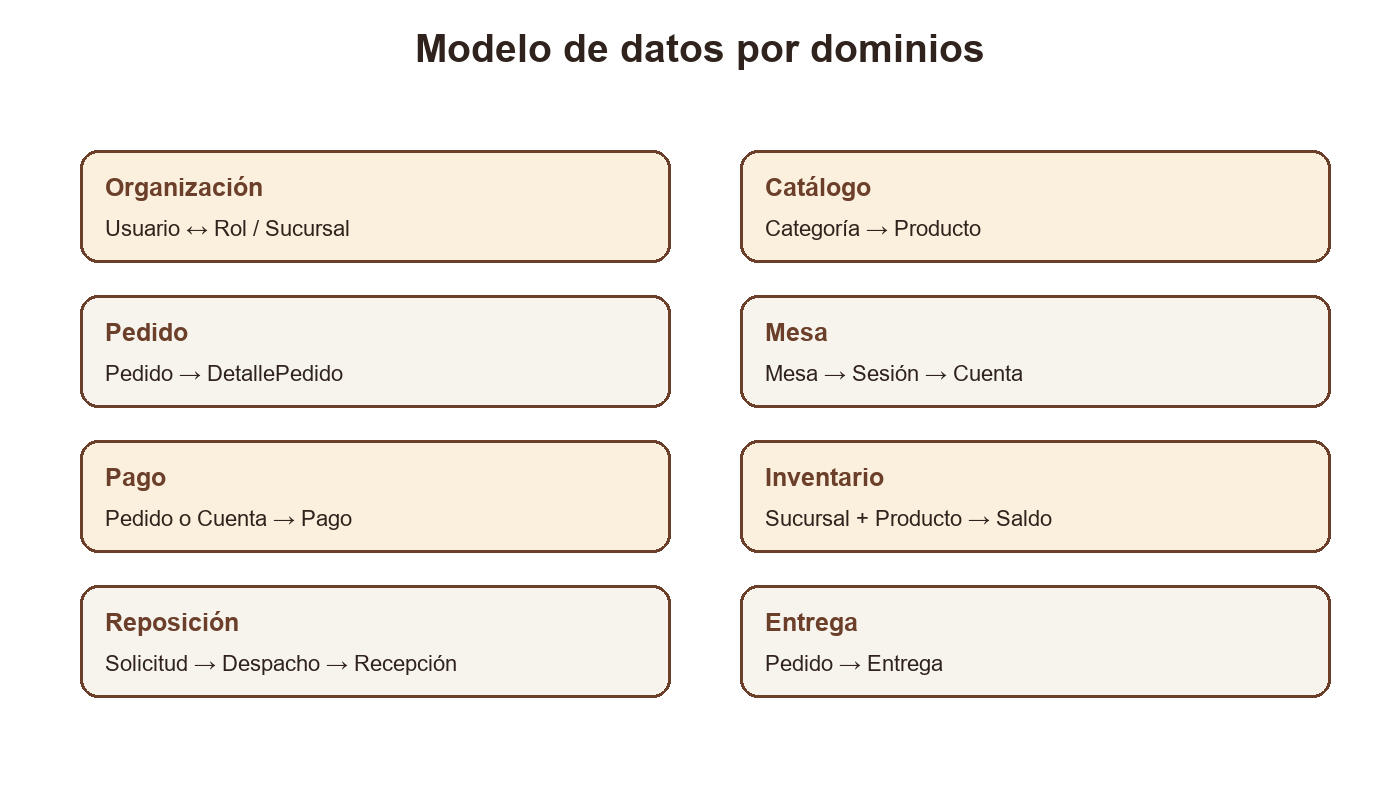 Modelo de datos por dominios
Organización
Usuario ↔ Rol / Sucursal
Catálogo
Categoría → Producto
Pedido
Pedido → DetallePedido
Mesa
Mesa → Sesión → Cuenta
Pago
Pedido o Cuenta → Pago
Inventario
Sucursal + Producto → Saldo
Reposición
Solicitud → Despacho → Recepción
Entrega
Pedido → Entrega